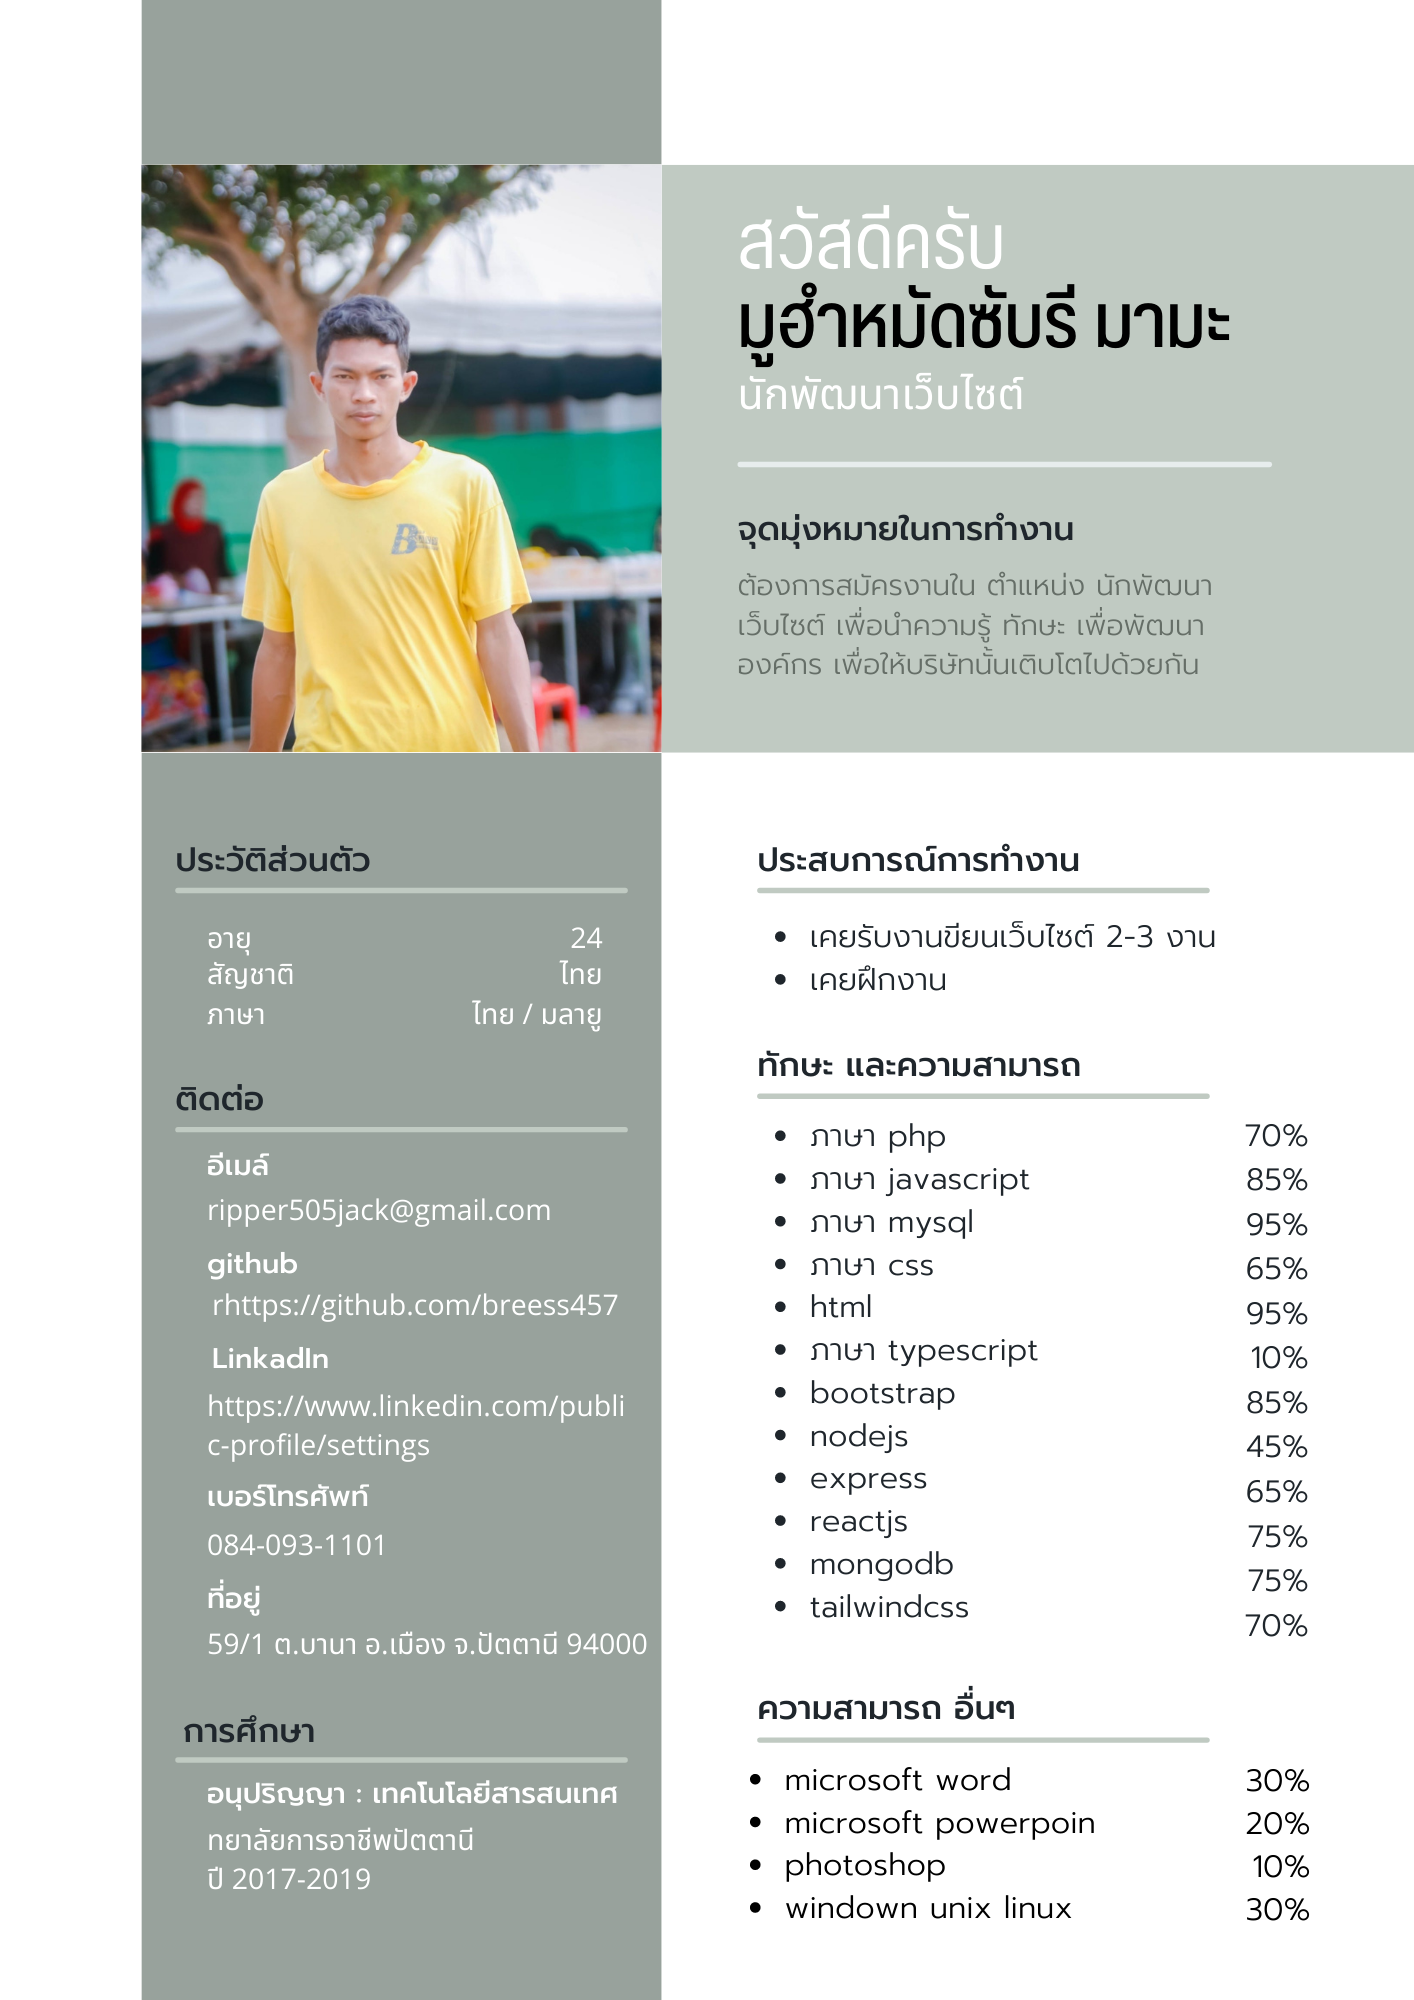 สวัสดีครับ
มูฮำหมัดซับรี มามะ
นักพัฒนาเว็บไซต์
จุดมุ่งหมายในการทำงาน
ต้องการสมัครงานใน ตำแหน่ง นักพัฒนา
เว็บไซต์ เพื่อนำความรู้ ทักษะ เพื่อพัฒนา
องค์กร เพื่อให้บริษัทนั้นเติบโตไปด้วยกัน
ประวัติส่วนตัว
อายุ 24
สัญชาติ ไทย
ภาษา ไทย / มลายู
ติดต่อ
อีเมล์
ripper505jack@gmail.com
github
rhttps://github.com/breess457
LinkadIn
https://www.linkedin.com/publi
c-profile/settings
เบอร์โทรศัพท์
084-093-1101
ที่อยู่
59/1 ต.บานา อ.เมือง จ.ปัตตานี 94000
การศึกษา
อนุปริญญา : เทคโนโลยีสารสนเทศ
ทยาลัยการอาชีพปัตตานี
ปี 2017-2019
ประสบการณ์การทำงาน
• เคยรับงานขียนเว็บไซต์ 2-3 งาน
• เคยฝึกงาน
ทักษะ และความสามารถ
• ภาษา php 70%
• ภาษา javascript 85%
• ภาษา mysql 95%
• ภาษา css 65%
• html 95%
• ภาษา typescript 10%
• bootstrap 85%
• nodejs 45%
• express 65%
• reactjs 75%
• mongodb 75%
• tailwindcss 70%
ความสามารถ อื่นๆ
• microsoft word 30%
• microsoft powerpoin 20%
• photoshop 10%
• windown unix linux 30%